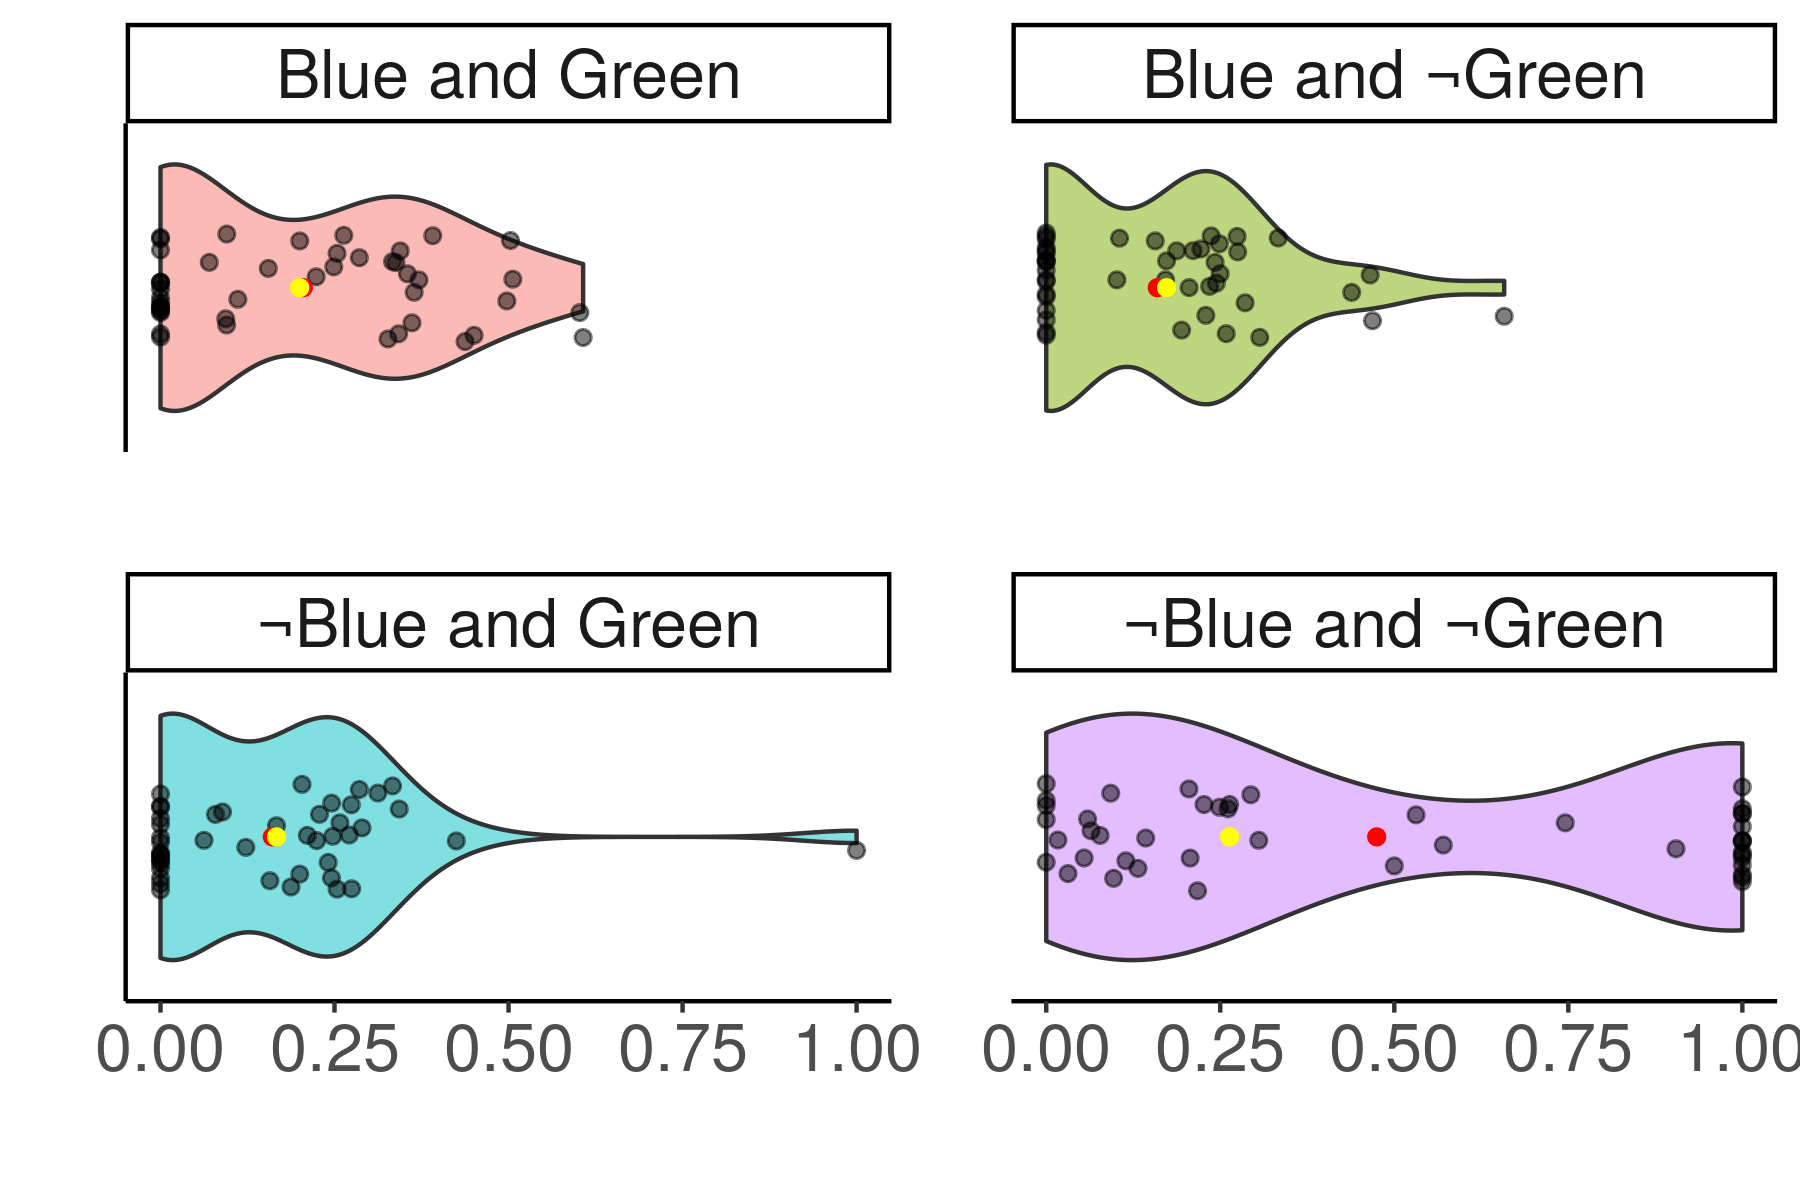 Blue and Green
Blue and ¬Green
¬Blue and Green
¬Blue and ¬Green
0.00 0.25 0.50 0.75 1.00
0.00 0.25 0.50 0.75 1.00